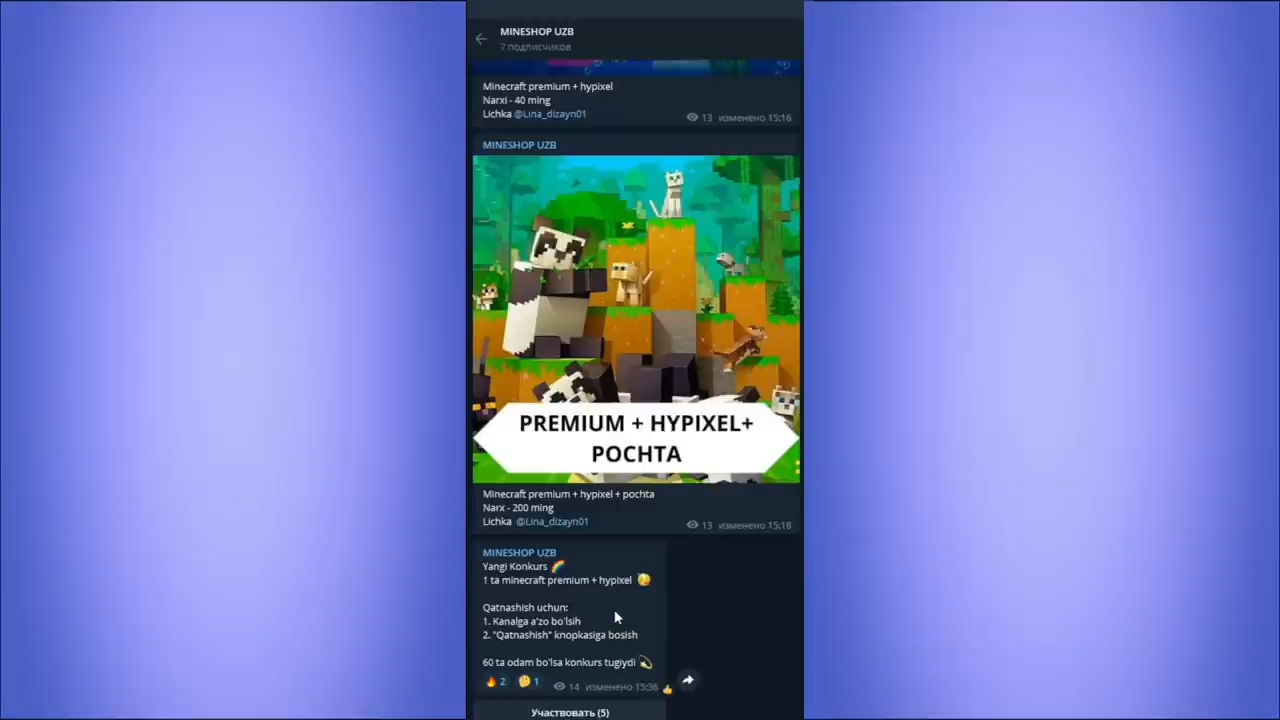 MINESHOP UZB
7 подписчиков
Minecraft premium + hypixel
Narxi - 40 ming
Lichka @Lina_dizayn01
13 изменено 15:16
MINESHOP UZB
PREMIUM + HYPIXEL+
POCHTA
Minecraft premium + hypixel + pochta
Narx - 200 ming
Lichka @Lina_dizayn01
13 изменено 15:18
MINESHOP UZB
Yangi Konkurs 🌈
1 ta minecraft premium + hypixel 🥳
Qatnashish uchun:
1. Kanalga a'zo bo'lsih
2. "Qatnashish" knopkasiga bosish
60 ta odam bo'lsa konkurs tugiydi 💫
🔥 2 🤔 1 14 изменено 15:36 👍
Участвовать (5)